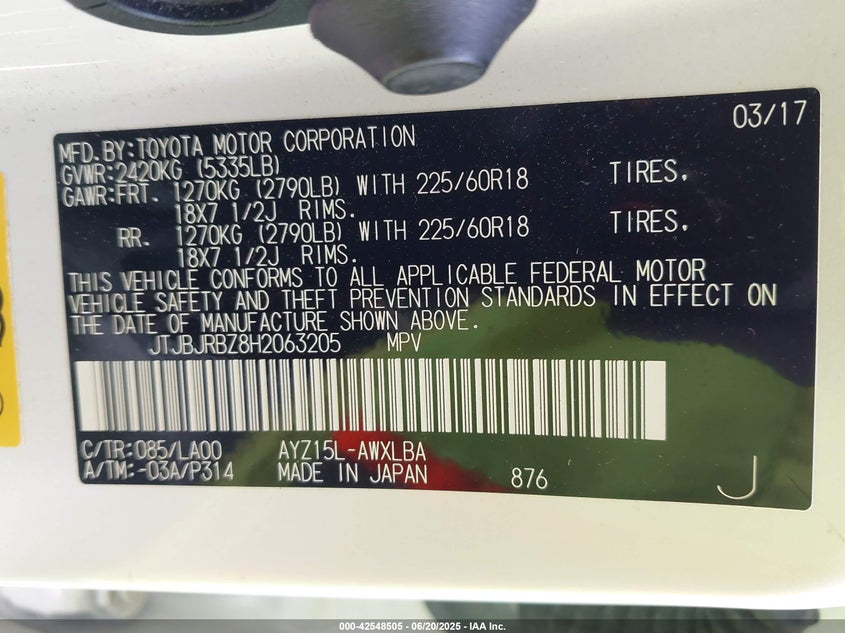 03/17
MFD.BY:TOYOTA MOTOR CORPORATION
GVWR:2420KG (5335LB)
GAWR:FRT. 1270KG (2790LB) WITH 225/60R18 TIRES.
18X7 1/2J RIMS.
RR. 1270KG (2790LB) WITH 225/60R18 TIRES.
18X7 1/2J RIMS.
THIS VEHICLE CONFORMS TO ALL APPLICABLE FEDERAL MOTOR
VEHICLE SAFETY AND THEFT PREVENTION STANDARDS IN EFFECT ON
THE DATE OF MANUFACTURE SHOWN ABOVE.
JTJBJRBZ8H2063205 MPV
C/TR:085/LA00 AYZ15L-AWXLBA
A/TM:-03A/P314 MADE IN JAPAN 876
J
000-42548505 - 06/20/2025 - IAA Inc.